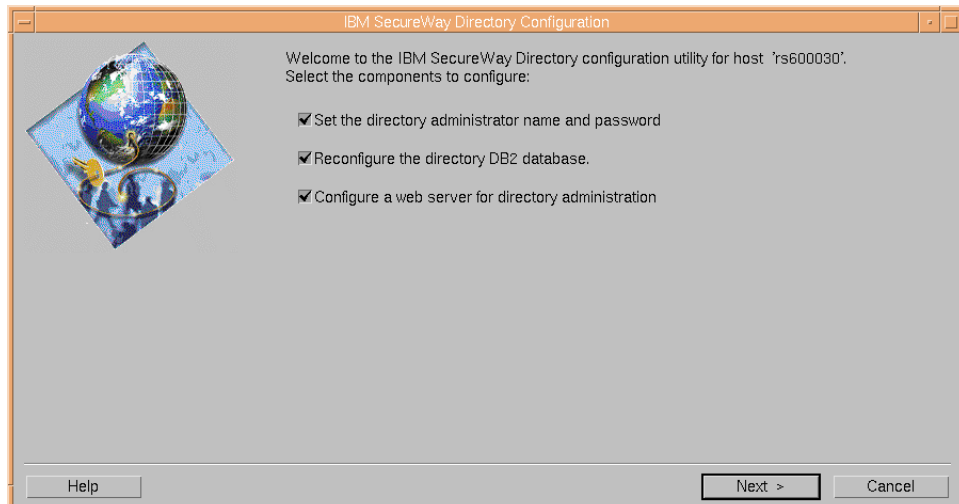 IBM SecureWay Directory Configuration
Welcome to the IBM SecureWay Directory configuration utility for host 'rs600030'.
Select the components to configure:
Set the directory administrator name and password
Reconfigure the directory DB2 database.
Configure a web server for directory administration
Help
Next >
Cancel